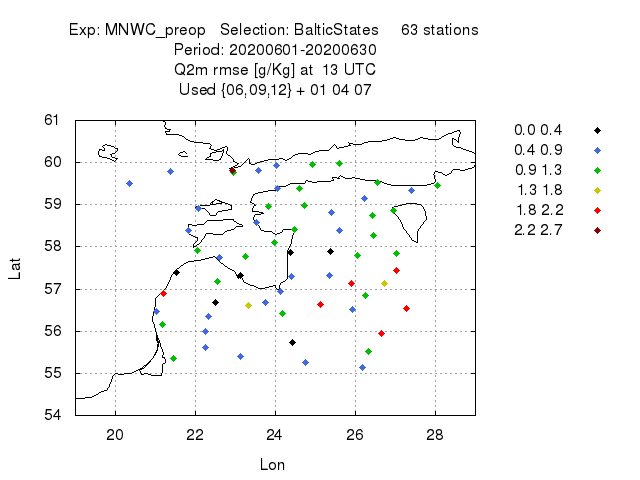 Exp: MNWC_preop Selection: BalticStates 63 stations
Period: 20200601-20200630
Q2m rmse [g/Kg] at 13 UTC
Used {06,09,12} + 01 04 07
0.0 0.4
0.4 0.9
0.9 1.3
1.3 1.8
1.8 2.2
2.2 2.7
61
60
59
58
57
56
55
54
Lat
20 22 24 26 28
Lon